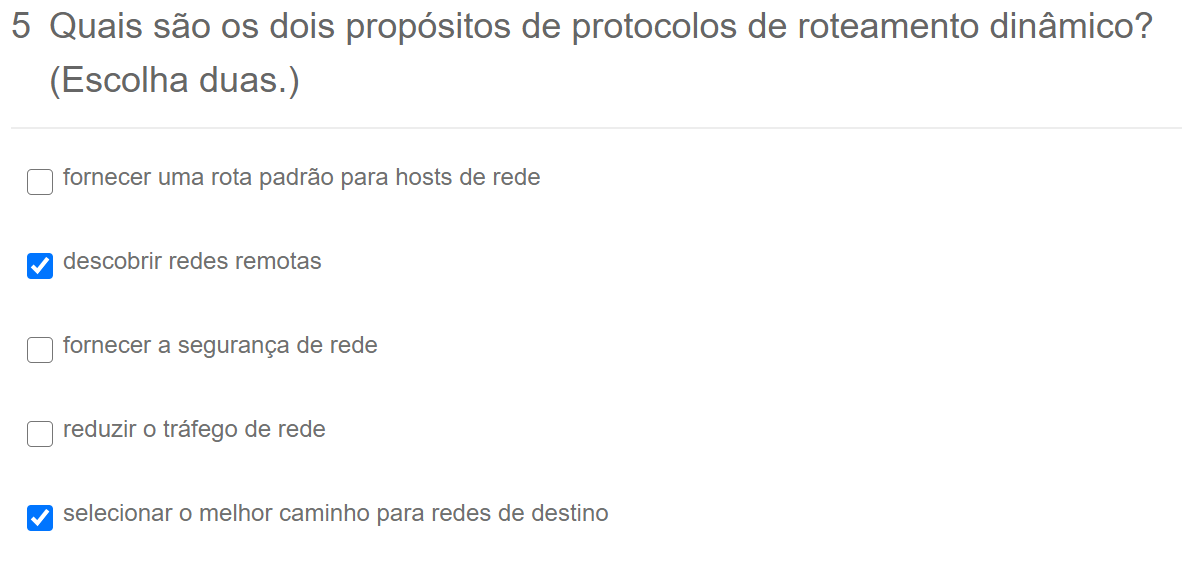 5 Quais são os dois propósitos de protocolos de roteamento dinâmico?
(Escolha duas.)
fornecer uma rota padrão para hosts de rede
descobrir redes remotas
fornecer a segurança de rede
reduzir o tráfego de rede
selecionar o melhor caminho para redes de destino